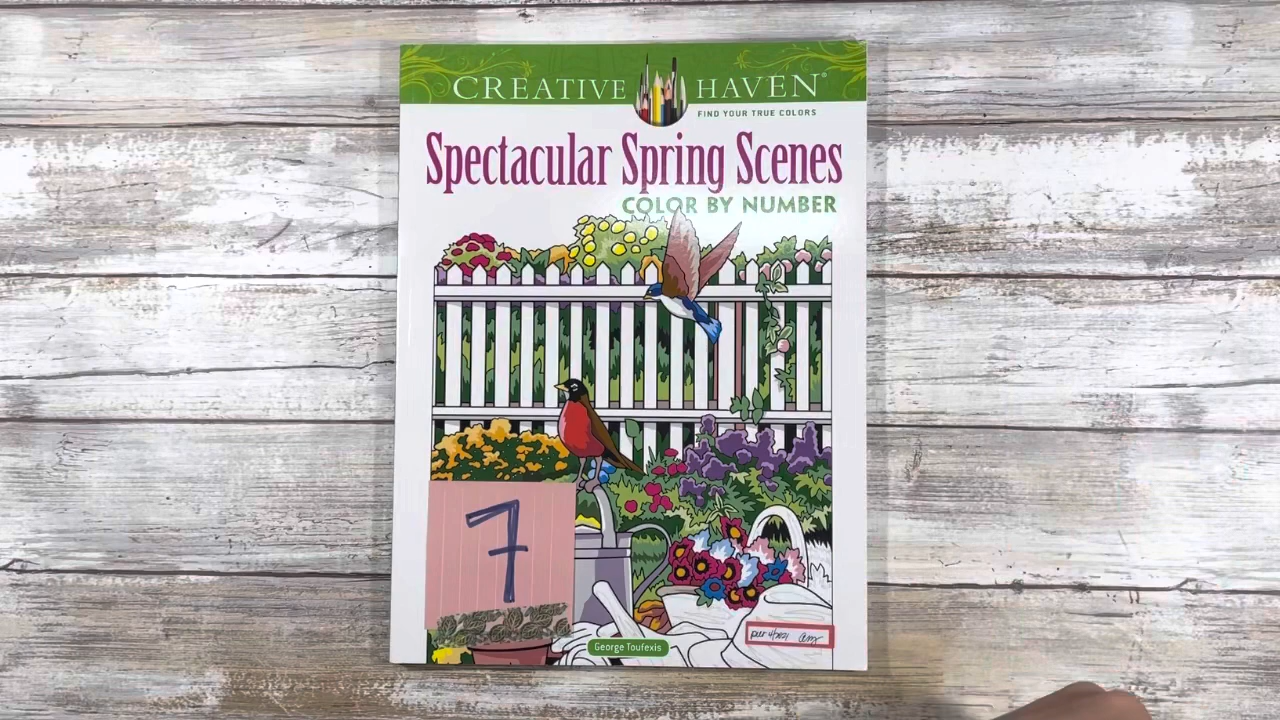 CREATIVE HAVEN®
FIND YOUR TRUE COLORS
Spectacular Spring Scenes
COLOR BY NUMBER
7
George Toufexis